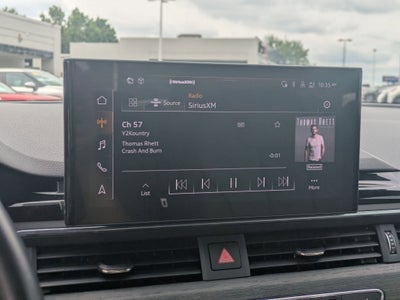 SiriusXM
10:35
Radio
Source
SiriusXM
Ch 57
Y2Kountry
Thomas Rhett
Crash And Burn
-0:01
THOMAS RHETT
List
More